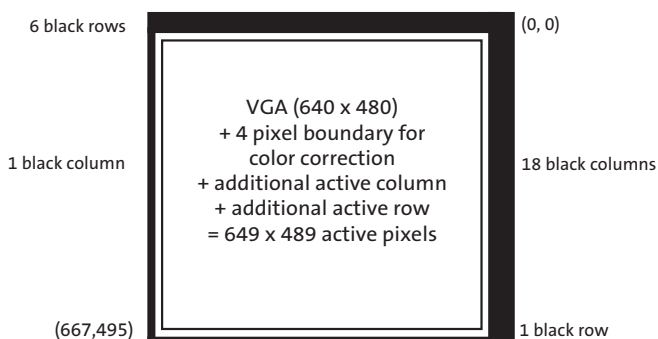 6 black rows
(0, 0)
VGA (640 x 480)
+ 4 pixel boundary for
color correction
+ additional active column
+ additional active row
= 649 x 489 active pixels
1 black column
18 black columns
(667,495)
1 black row